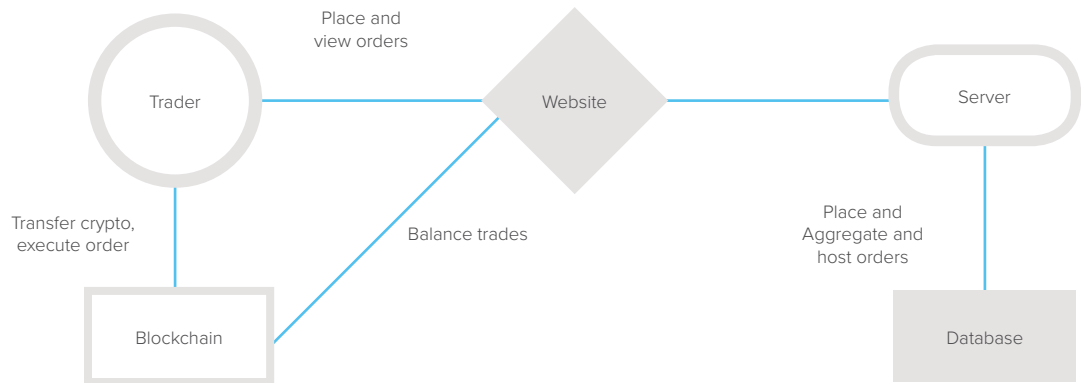 Place and
view orders
Trader
Website
Server
Transfer crypto,
execute order
Balance trades
Place and
Aggregate and
host orders
Blockchain
Database